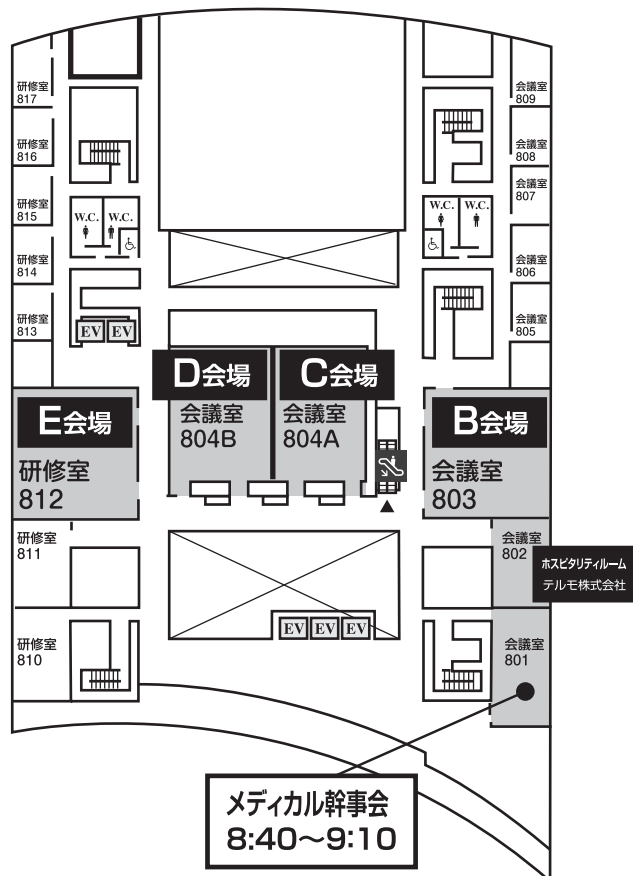 研修室
817
会議室
809
研修室
816
会議室
808
会議室
807
研修室
815
W.C.
W.C.
W.C.
W.C.
研修室
814
会議室
806
研修室
813
会議室
805
EV
EV
D会場
C会場
会議室
804B
会議室
804A
E会場
研修室
812
B会場
会議室
803
研修室
811
会議室
802
ホスピタリティルーム
テルモ株式会社
EV
EV
EV
研修室
810
会議室
801
メディカル幹事会
8:40〜9:10